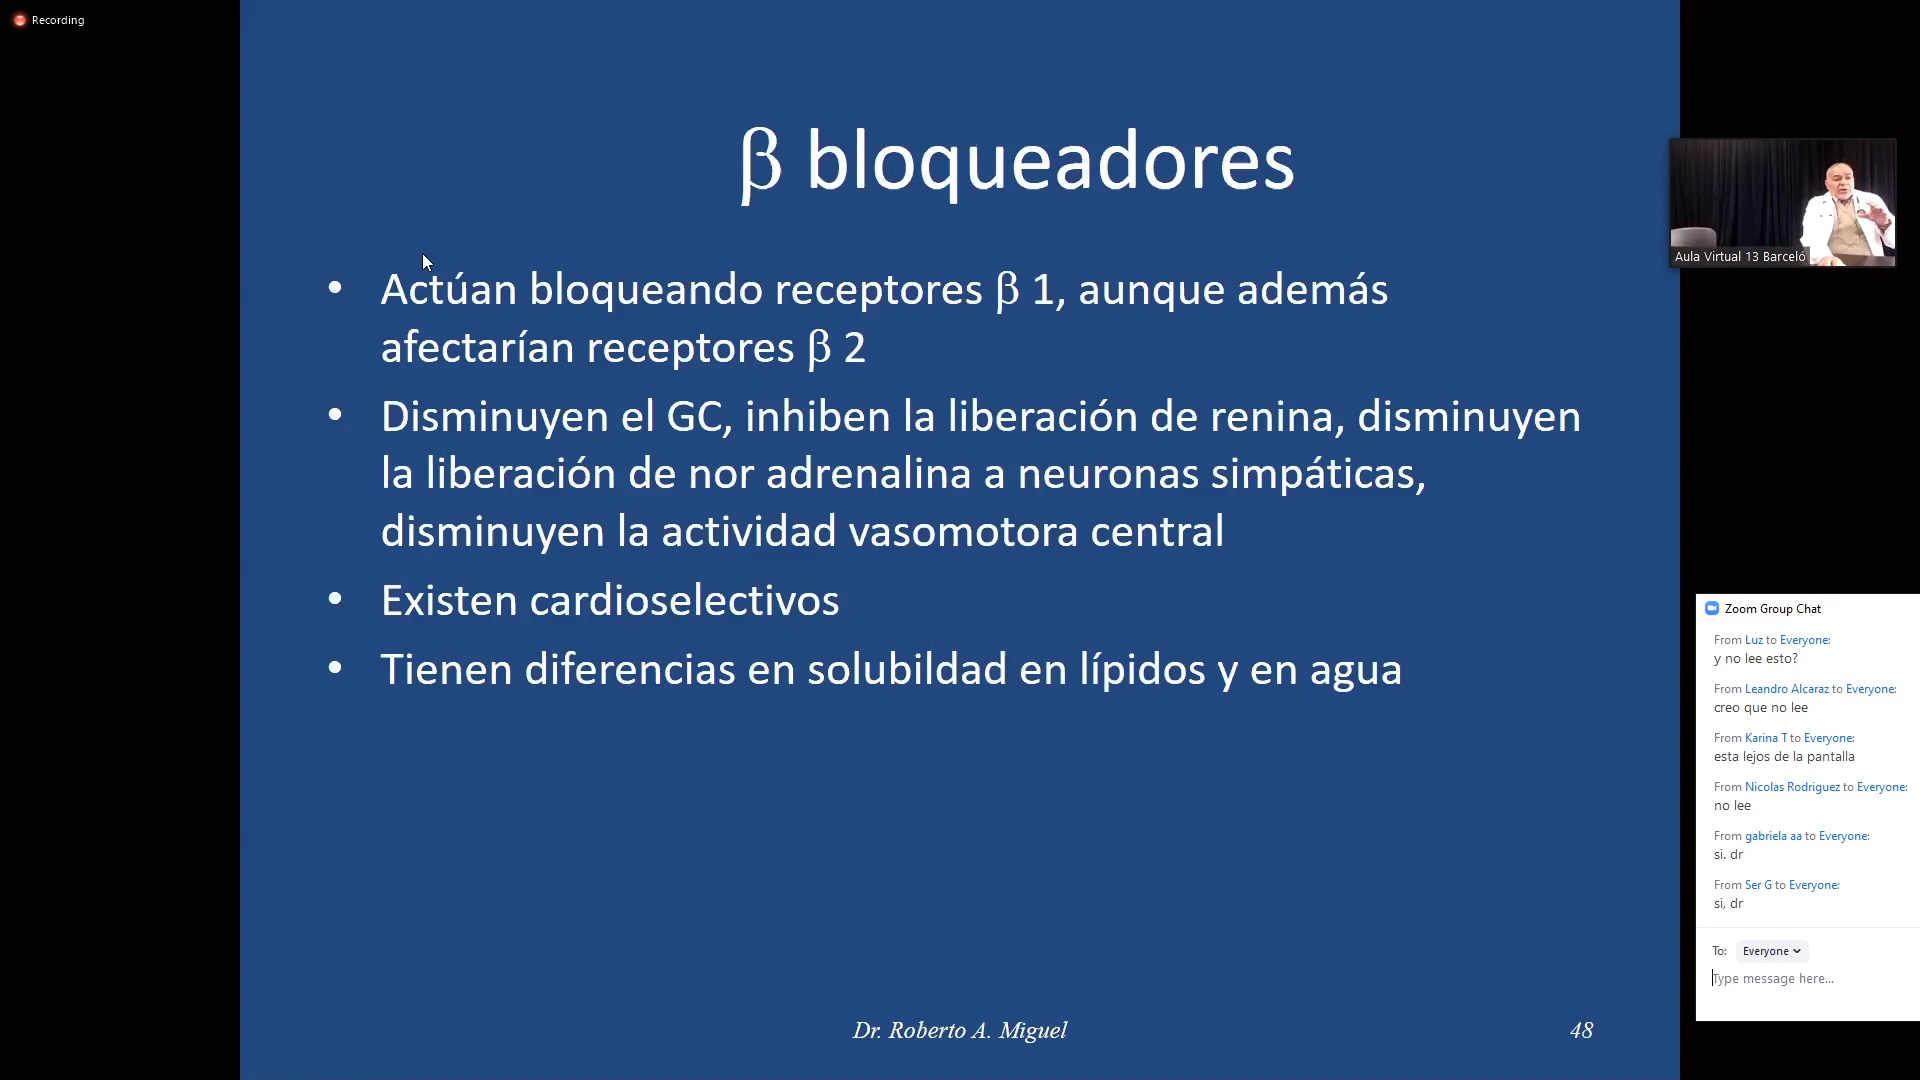 Recording
β bloqueadores
• Actúan bloqueando receptores β 1, aunque además
afectarían receptores β 2
• Disminuyen el GC, inhiben la liberación de renina, disminuyen
la liberación de nor adrenalina a neuronas simpáticas,
disminuyen la actividad vasomotora central
• Existen cardioselectivos
• Tienen diferencias en solubildad en lípidos y en agua
Dr. Roberto A. Miguel
48
Aula Virtual 13 Barceló
Zoom Group Chat
From Luz to Everyone:
y no lee esto?
From Leandro Alcaraz to Everyone:
creo que no lee
From Karina T to Everyone:
esta lejos de la pantalla
From Nicolas Rodriguez to Everyone:
no lee
From gabriela aa to Everyone:
si. dr
From Ser G to Everyone:
si, dr
To: Everyone
Type message here...